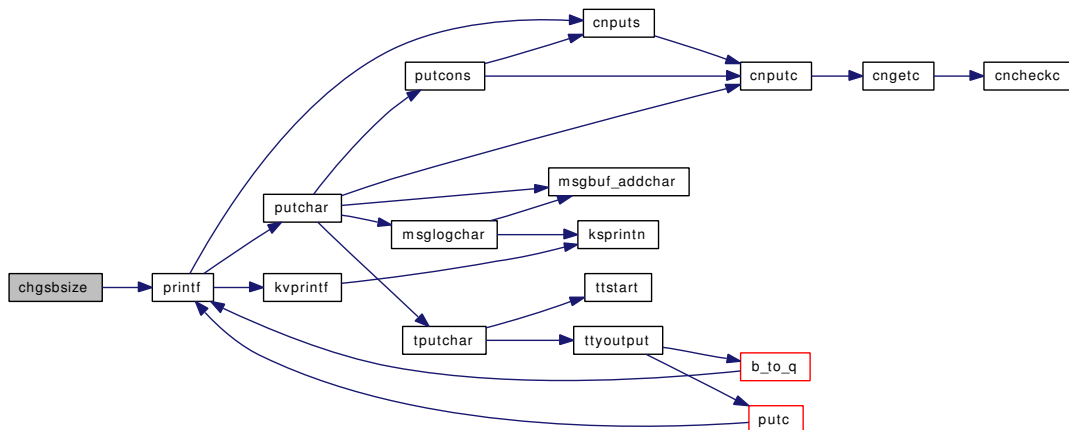 cnputs
putcons
cnputc
cngetc
cncheckc
msgbuf_addchar
putchar
msglogchar
ksprintn
chgsbsize
printf
kvprintf
ttstart
tputchar
ttyoutput
b_to_q
putc